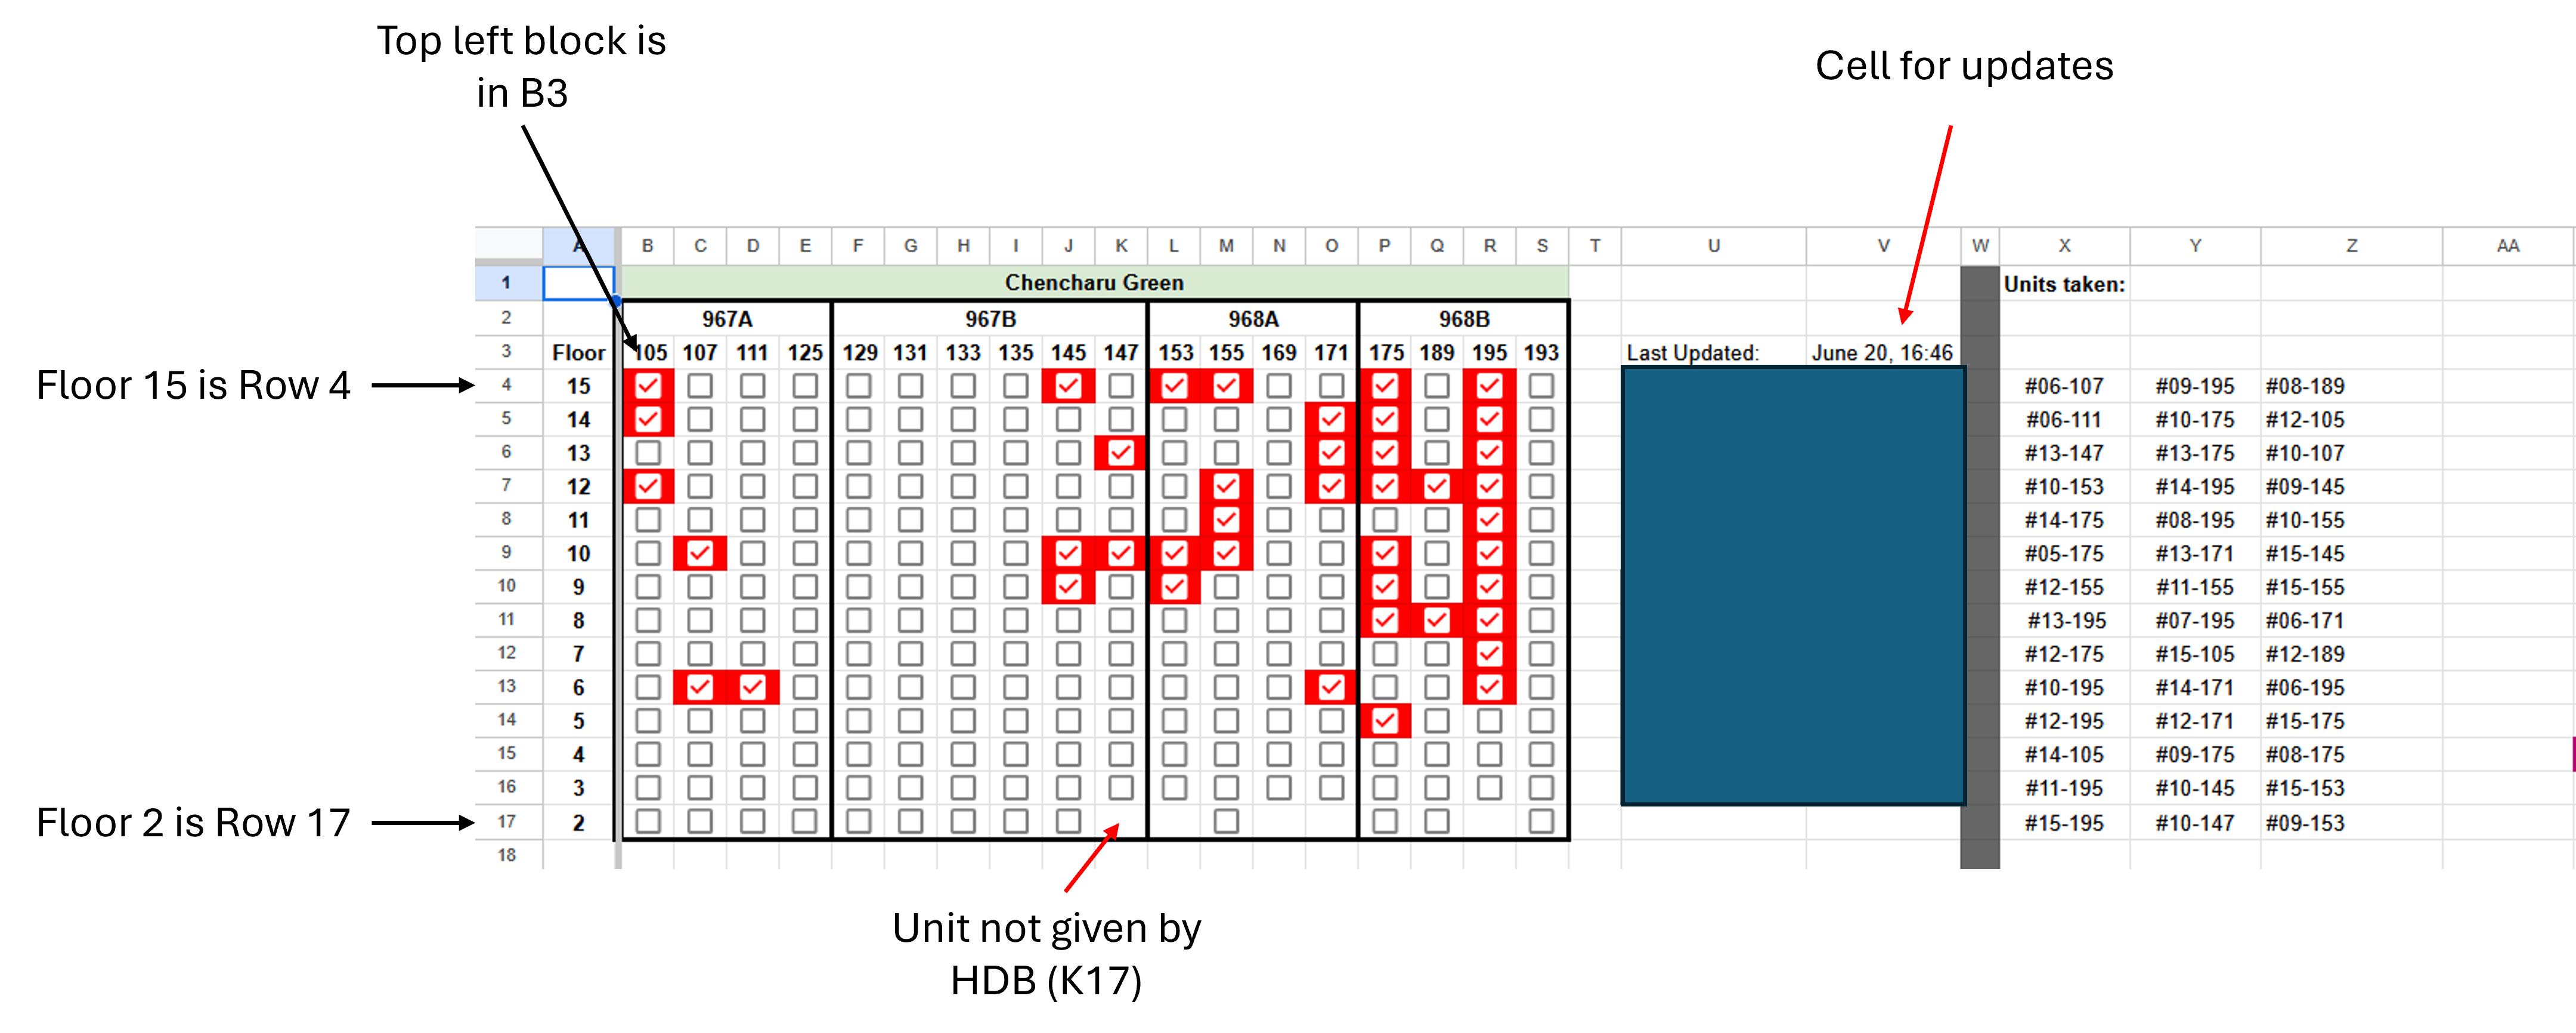 Top left block is
in B3
Cell for updates
A B C D E F G H I J K L M N O P Q R S T U V W X Y Z AA
1 Chencharu Green Units taken:
2 967A 967B 968A 968B
3 Floor 105 107 111 125 129 131 133 135 145 147 153 155 169 171 175 189 195 193 Last Updated: June 20, 16:46
Floor 15 is Row 4
4 15 #06-107 #09-195 #08-189
5 14 #06-111 #10-175 #12-105
6 13 #13-147 #13-175 #10-107
7 12 #10-153 #14-195 #09-145
8 11 #14-175 #08-195 #10-155
9 10 #05-175 #13-171 #15-145
10 9 #12-155 #11-155 #15-155
11 8 #13-195 #07-195 #06-171
12 7 #12-175 #15-105 #12-189
13 6 #10-195 #14-171 #06-195
14 5 #12-195 #12-171 #15-175
15 4 #14-105 #09-175 #08-175
16 3 #11-195 #10-145 #15-153
Floor 2 is Row 17
17 2 #15-195 #10-147 #09-153
18
Unit not given by
HDB (K17)